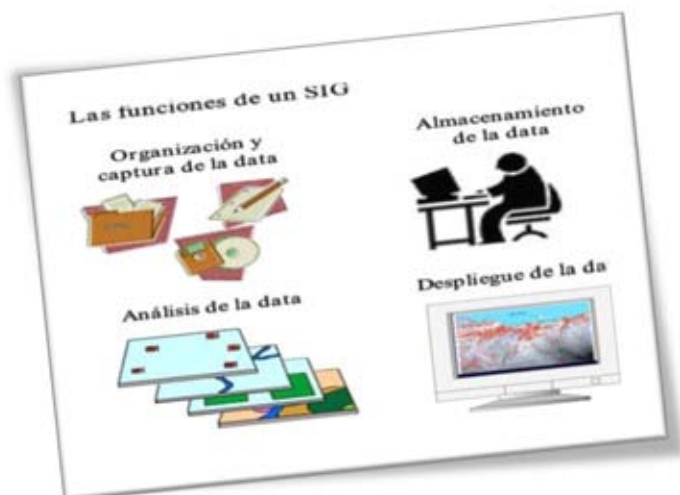 Las funciones de un SIG
Organización y
captura de la data
Almacenamiento
de la data
Análisis de la data
Despliegue de la da